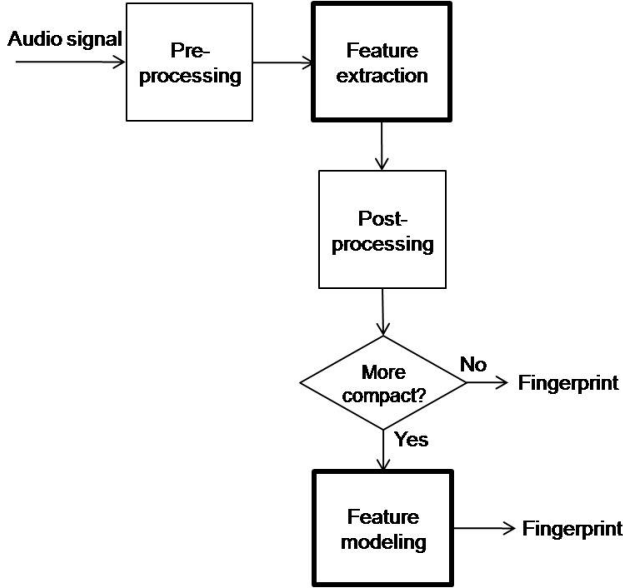 Audio signal
Pre-
processing
Feature
extraction
Post-
processing
More
compact?
No
Fingerprint
Yes
Feature
modeling
Fingerprint